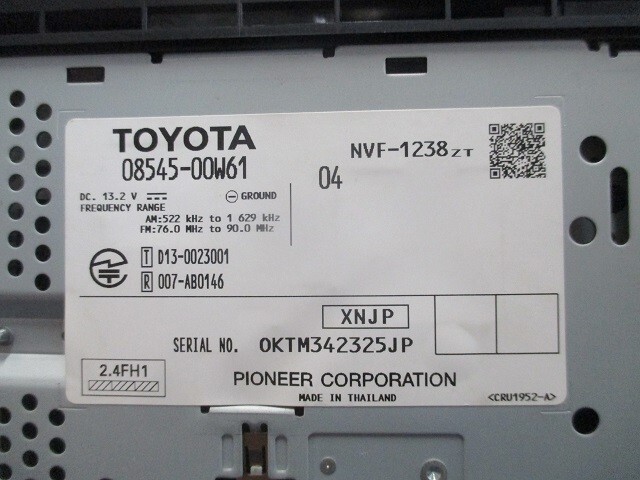 TOYOTA
08545-00W61
NVF-1238ZT
04
DC. 13.2 V
GROUND
FREQUENCY RANGE
AM:522 kHz to 1 629 kHz
FM:76.0 MHz to 90.0 MHz
T D13-0023001
R 007-AB0146
XNJP
SERIAL NO. OKTM342325JP
2.4FH1
PIONEER CORPORATION
MADE IN THAILAND
<CRU1952-A>